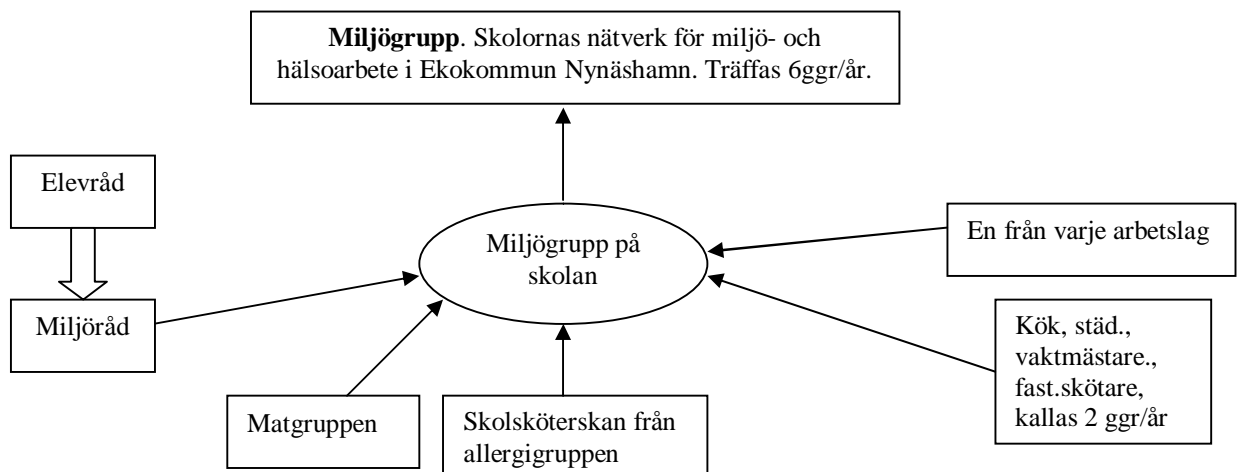 Miljögrupp. Skolornas nätverk för miljö- och
hälsoarbete i Ekokommun Nynäshamn. Träffas 6ggr/år.
Elevråd
Miljögrupp på
skolan
En från varje arbetslag
Miljöråd
Kök, städ.,
vaktmästare.,
fast.skötare,
kallas 2 ggr/år
Matgruppen
Skolsköterskan från
allergigruppen